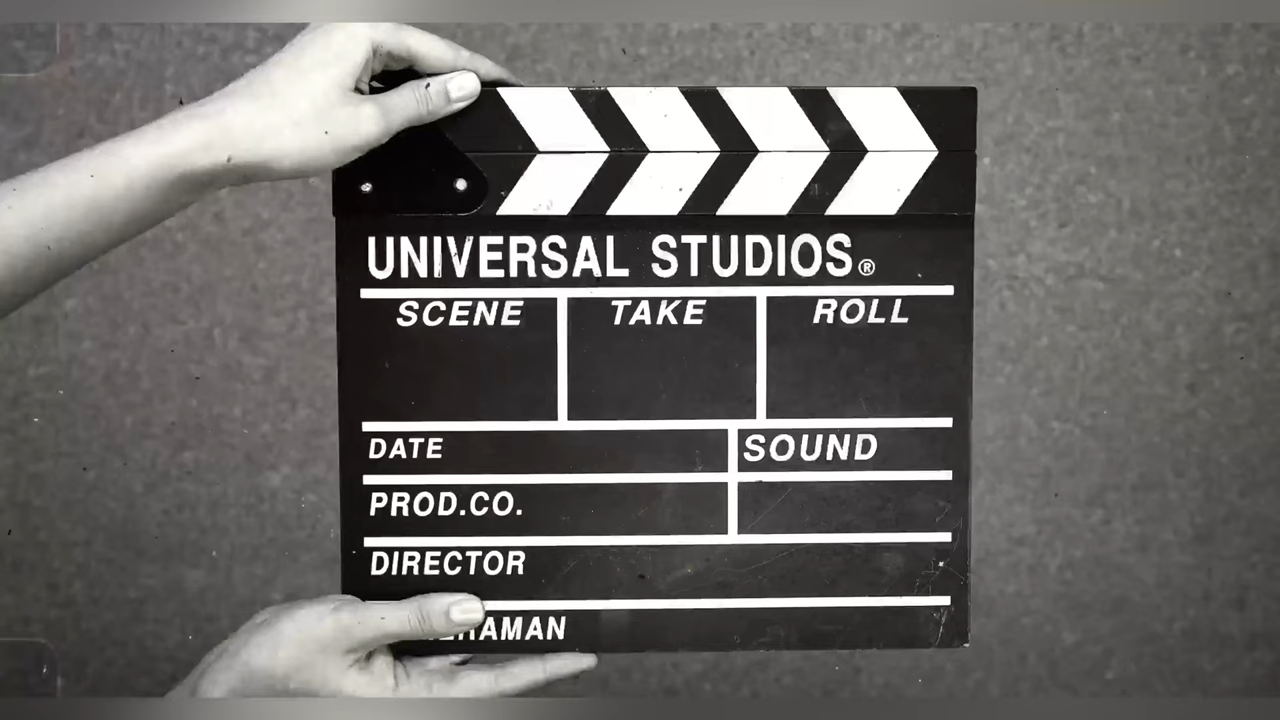 UNIVERSAL STUDIOS®
SCENE TAKE ROLL
DATE SOUND
PROD.CO.
DIRECTOR